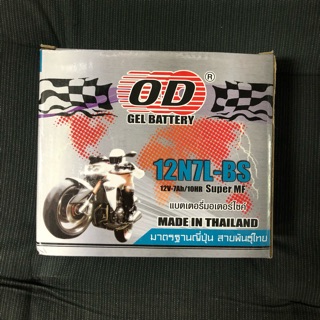 OD®
GEL BATTERY
12N7L-BS
12V-7Ah/10HR Super MF
แบตเตอรี่มอเตอร์ไซค์
MADE IN THAILAND
มาตรฐานญี่ปุ่น สายพันธุ์ไทย